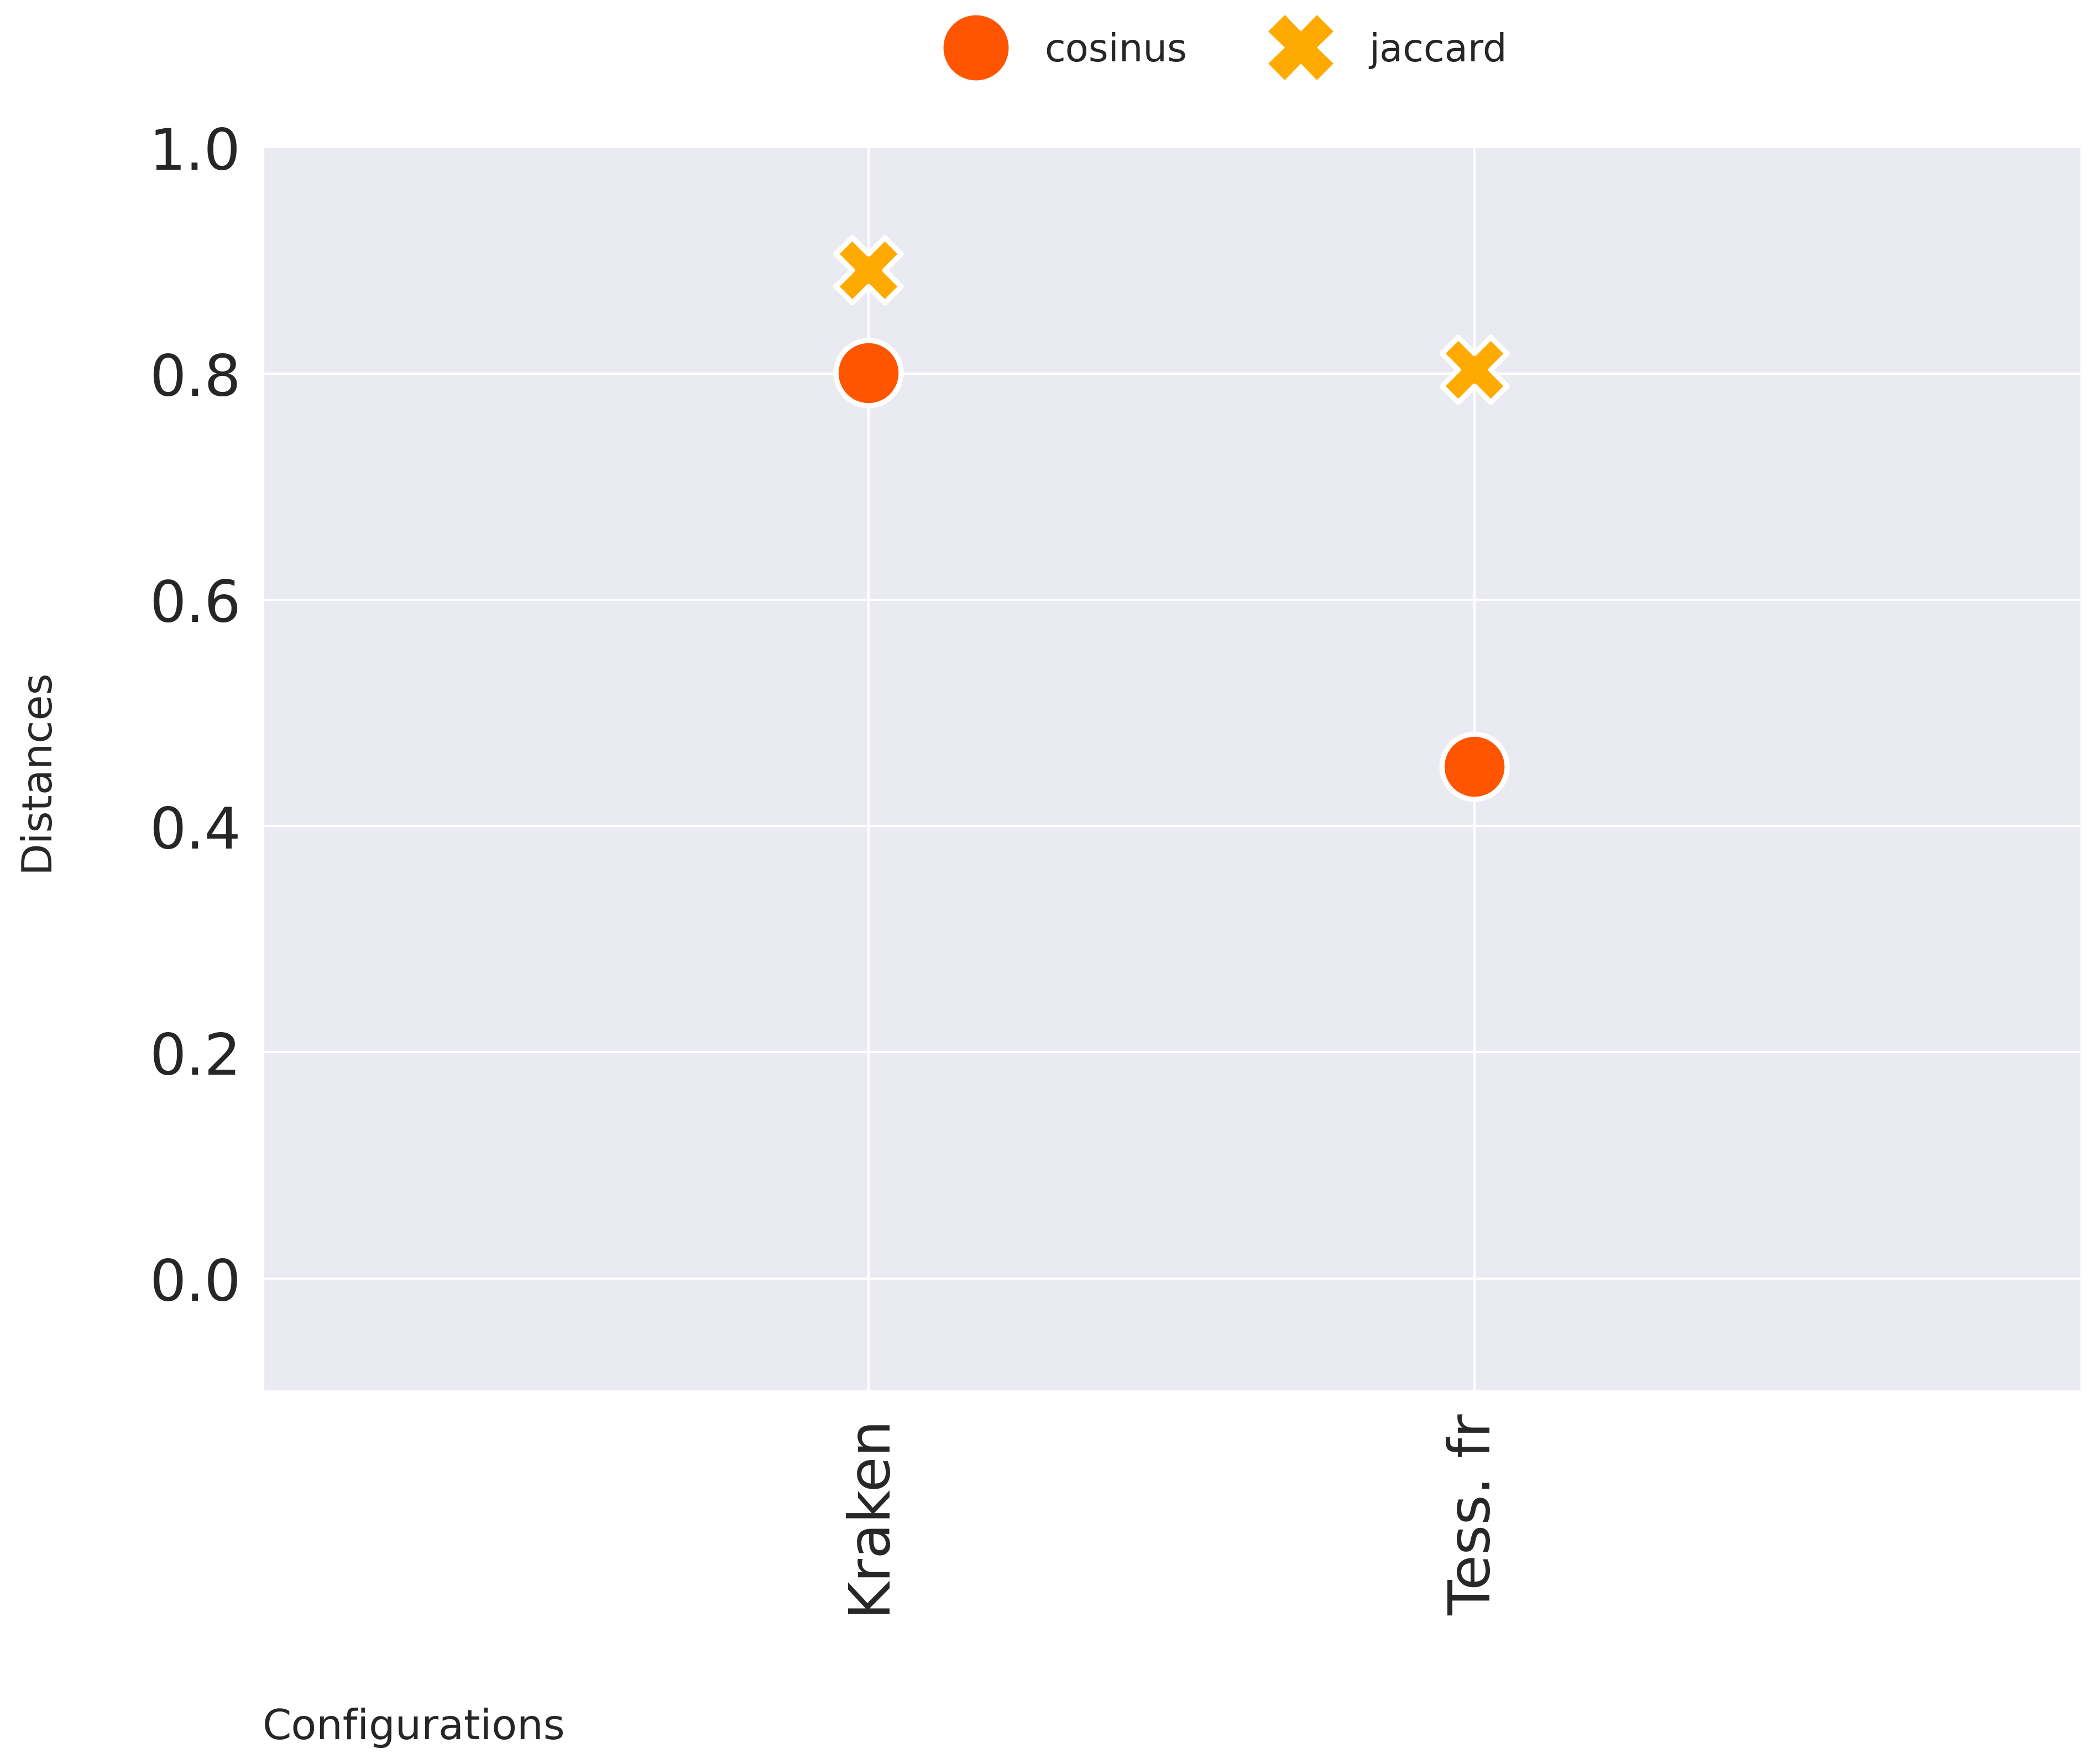 cosinus jaccard
1.0
0.8
0.6
0.4
0.2
0.0
Distances
Kraken
Tess. fr
Configurations